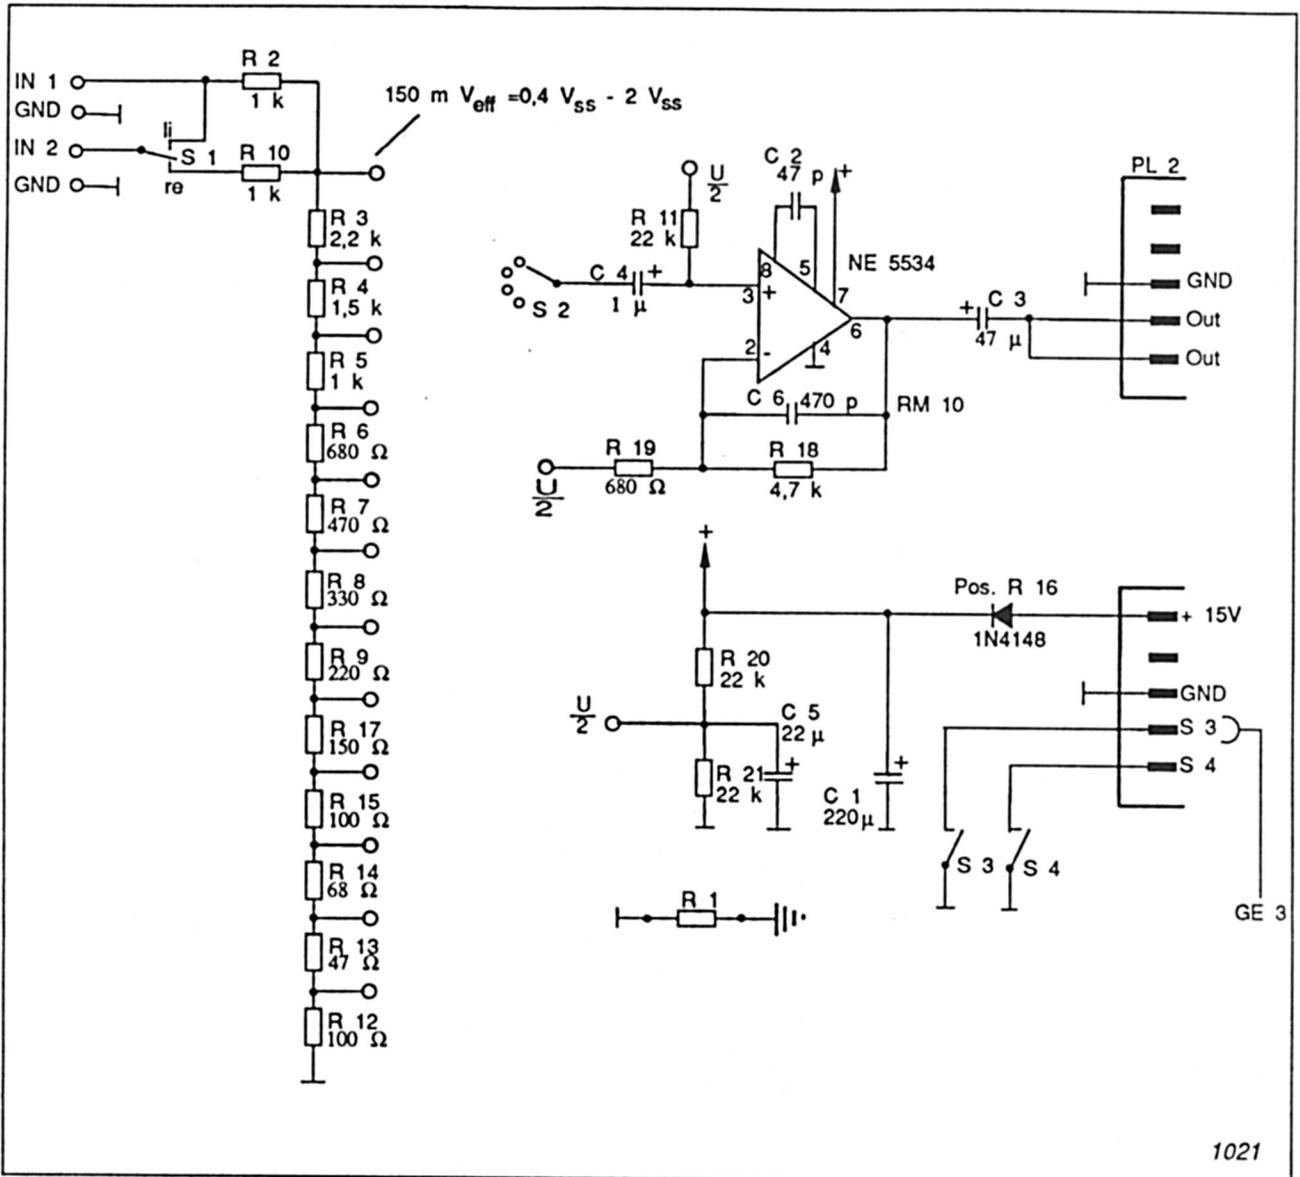 R 2
IN 1
1 k
GND
150 m Veff =0,4 Vss - 2 Vss
li
IN 2
S 1
R 10
GND
re
1 k
R 3
2,2 k
R 4
1,5 k
R 5
1 k
R 6
680 Ω
R 7
470 Ω
R 8
330 Ω
R 9
220 Ω
R 17
150 Ω
R 15
100 Ω
R 14
68 Ω
R 13
47 Ω
R 12
100 Ω
U
2
R 11
22 k
C 2
47 p
+
8
5
NE 5534
7
C 4 +
1 µ
S 2
3 +
2 -
4
6
+ C 3
47 µ
PL 2
GND
Out
Out
C 6 470 p
RM 10
R 19
680 Ω
R 18
4,7 k
U
2
+
Pos. R 16
1N4148
+ 15V
R 20
22 k
U
2
C 5
22 µ
+
R 21
22 k
C 1
220 µ
+
GND
S 3
S 4
S 3
S 4
GE 3
R 1
1021